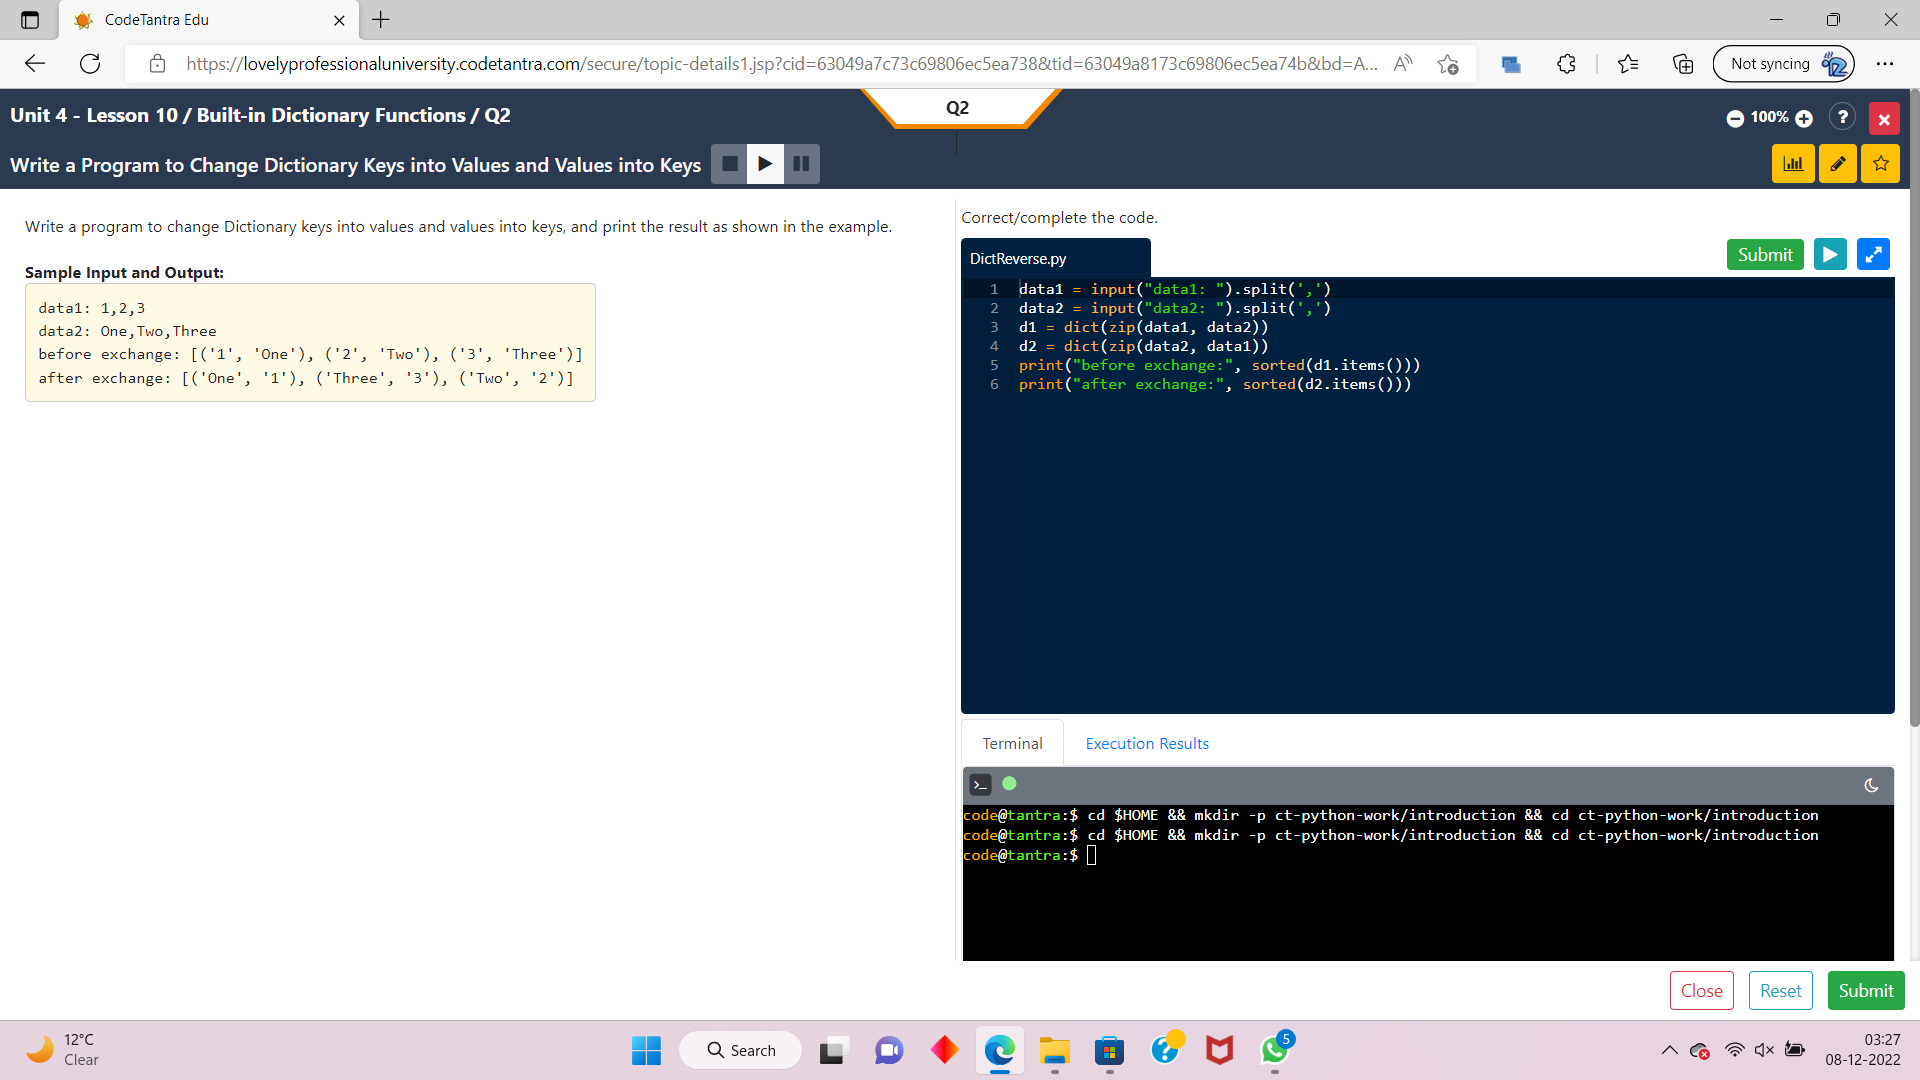 CodeTantra Edu
https://lovelyprofessionaluniversity.codetantra.com/secure/topic-details1.jsp?cid=63049a7c73c69806ec5ea738&tid=63049a8173c69806ec5ea74b&bd=A...
Not syncing
Unit 4 - Lesson 10 / Built-in Dictionary Functions / Q2
Q2
100%
?
Write a Program to Change Dictionary Keys into Values and Values into Keys
Write a program to change Dictionary keys into values and values into keys, and print the result as shown in the example.
Sample Input and Output:
data1: 1,2,3
data2: One,Two,Three
before exchange: [('1', 'One'), ('2', 'Two'), ('3', 'Three')]
after exchange: [('One', '1'), ('Three', '3'), ('Two', '2')]
Correct/complete the code.
DictReverse.py
Submit
1 data1 = input("data1: ").split(',')
2 data2 = input("data2: ").split(',')
3 d1 = dict(zip(data1, data2))
4 d2 = dict(zip(data2, data1))
5 print("before exchange:", sorted(d1.items()))
6 print("after exchange:", sorted(d2.items()))
Terminal
Execution Results
code@tantra:$ cd $HOME && mkdir -p ct-python-work/introduction && cd ct-python-work/introduction
code@tantra:$ cd $HOME && mkdir -p ct-python-work/introduction && cd ct-python-work/introduction
code@tantra:$
Close
Reset
Submit
12°C
Clear
Search
5
03:27
08-12-2022